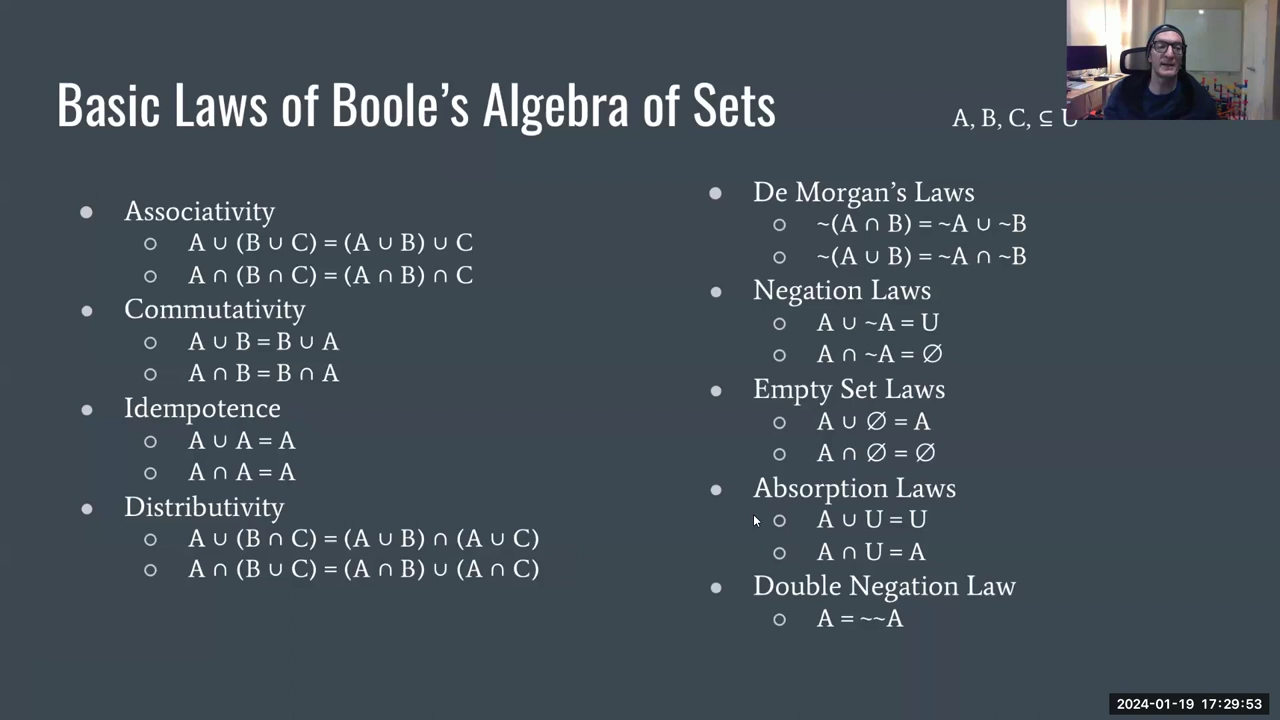 Basic Laws of Boole's Algebra of Sets
A, B, C, ⊆ U
● Associativity
○ A ∪ (B ∪ C) = (A ∪ B) ∪ C
○ A ∩ (B ∩ C) = (A ∩ B) ∩ C
● Commutativity
○ A ∪ B = B ∪ A
○ A ∩ B = B ∩ A
● Idempotence
○ A ∪ A = A
○ A ∩ A = A
● Distributivity
○ A ∪ (B ∩ C) = (A ∪ B) ∩ (A ∪ C)
○ A ∩ (B ∪ C) = (A ∩ B) ∪ (A ∩ C)
● De Morgan's Laws
○ ~(A ∩ B) = ~A ∪ ~B
○ ~(A ∪ B) = ~A ∩ ~B
● Negation Laws
○ A ∪ ~A = U
○ A ∩ ~A = ∅
● Empty Set Laws
○ A ∪ ∅ = A
○ A ∩ ∅ = ∅
● Absorption Laws
○ A ∪ U = U
○ A ∩ U = A
● Double Negation Law
○ A = ~~A
2024-01-19 17:29:53